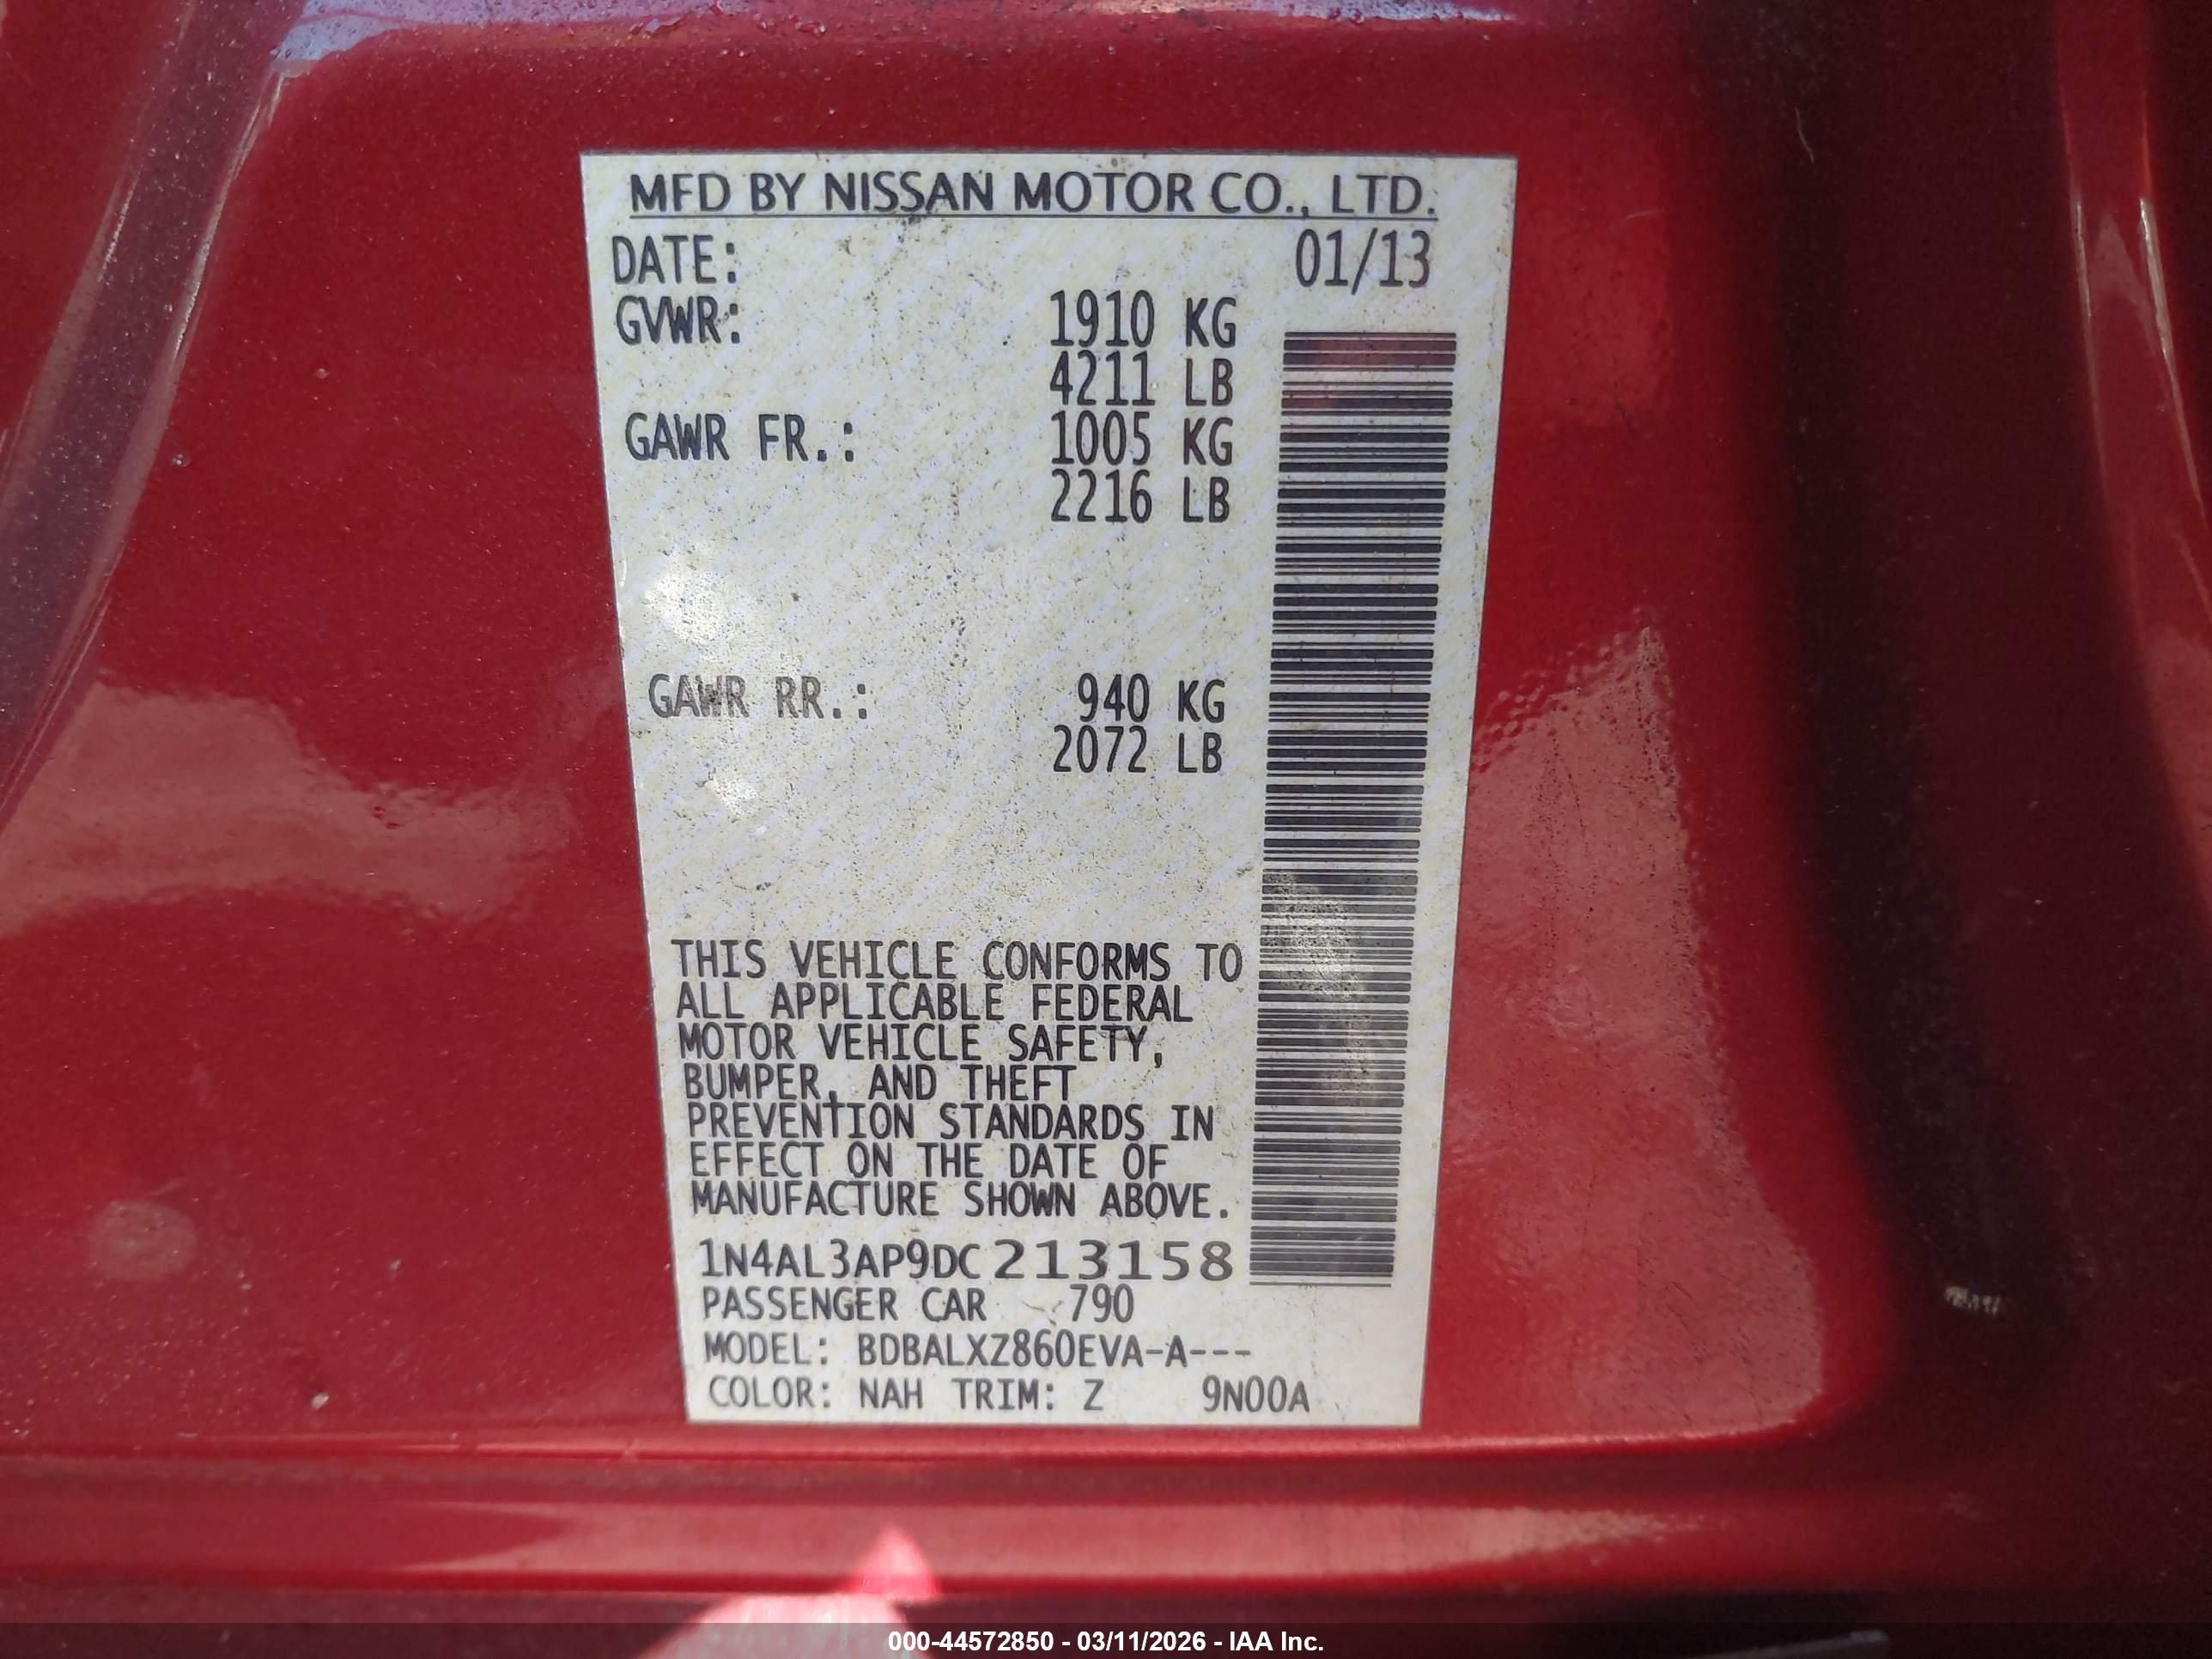 MFD BY NISSAN MOTOR CO., LTD.
DATE: 01/13
GVWR: 1910 KG
4211 LB
GAWR FR.: 1005 KG
2216 LB
GAWR RR.: 940 KG
2072 LB
THIS VEHICLE CONFORMS TO
ALL APPLICABLE FEDERAL
MOTOR VEHICLE SAFETY,
BUMPER, AND THEFT
PREVENTION STANDARDS IN
EFFECT ON THE DATE OF
MANUFACTURE SHOWN ABOVE.
1N4AL3AP9DC213158
PASSENGER CAR 790
MODEL: BDBALXZ860EVA-A---
COLOR: NAH TRIM: Z 9N00A
000-44572850 - 03/11/2026 - IAA Inc.